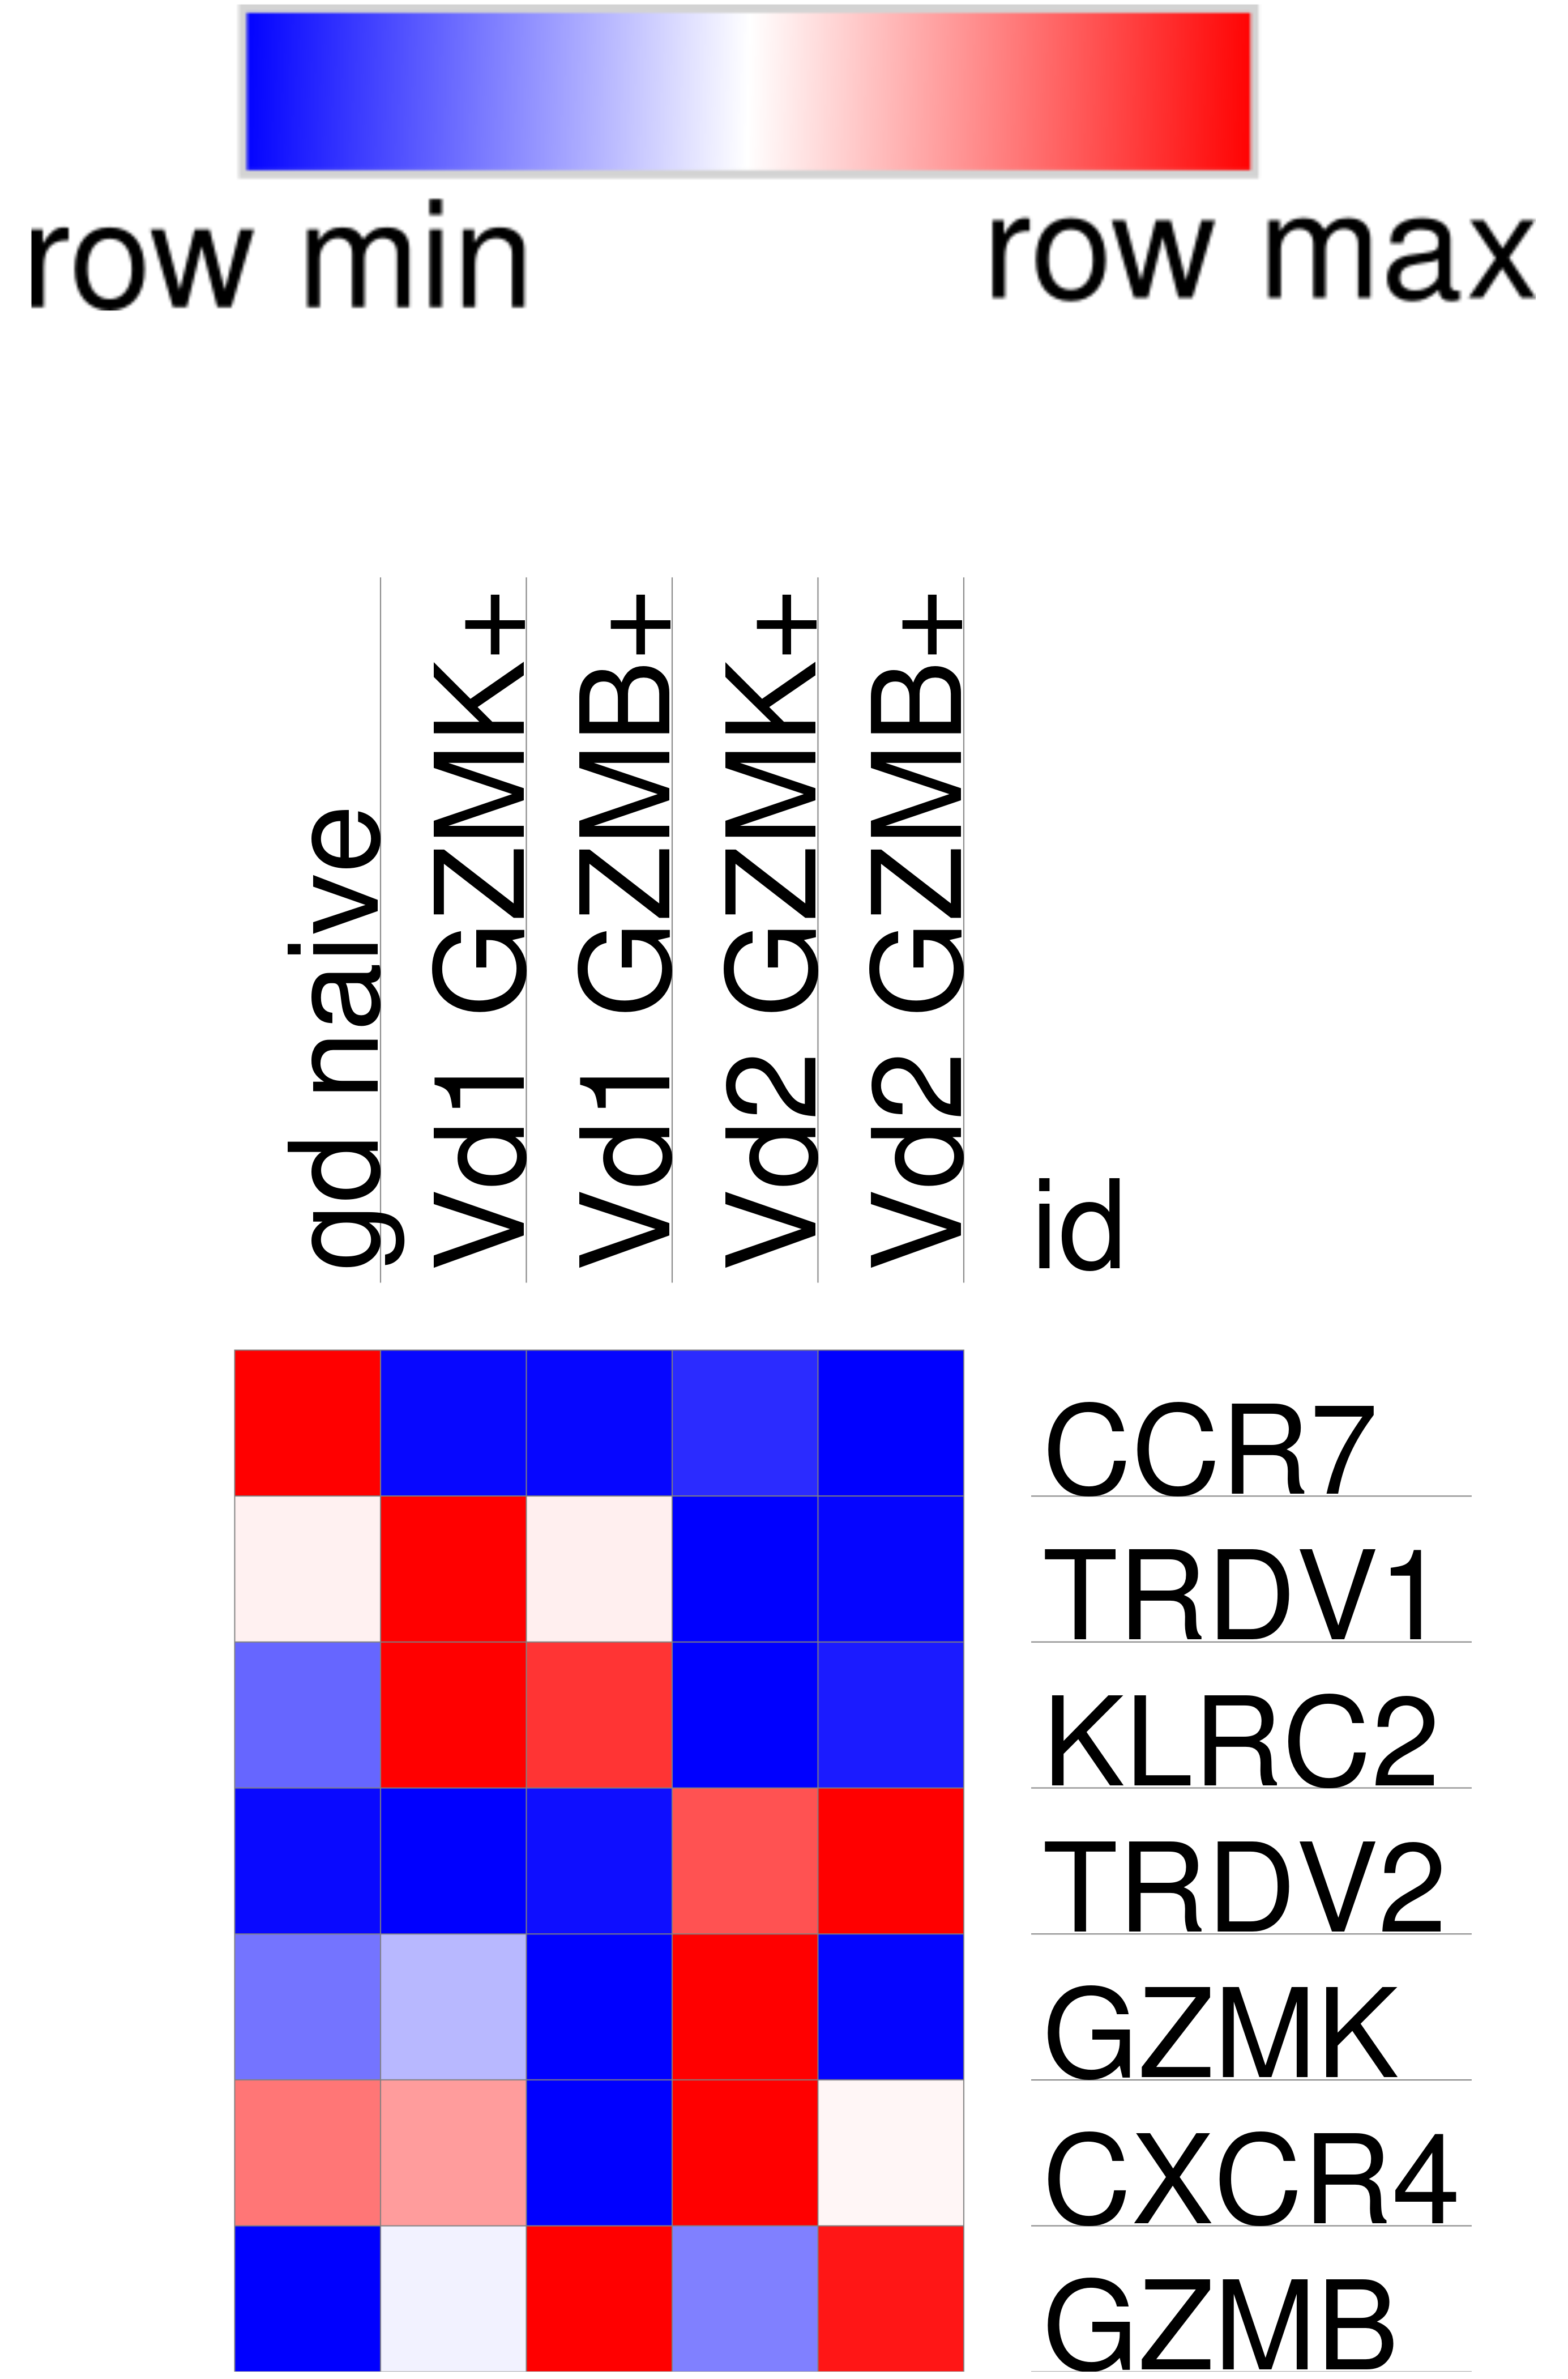 row min
row max
gd naive
Vd1 GZMK+
Vd1 GZMB+
Vd2 GZMK+
Vd2 GZMB+
id
CCR7
TRDV1
KLRC2
TRDV2
GZMK
CXCR4
GZMB